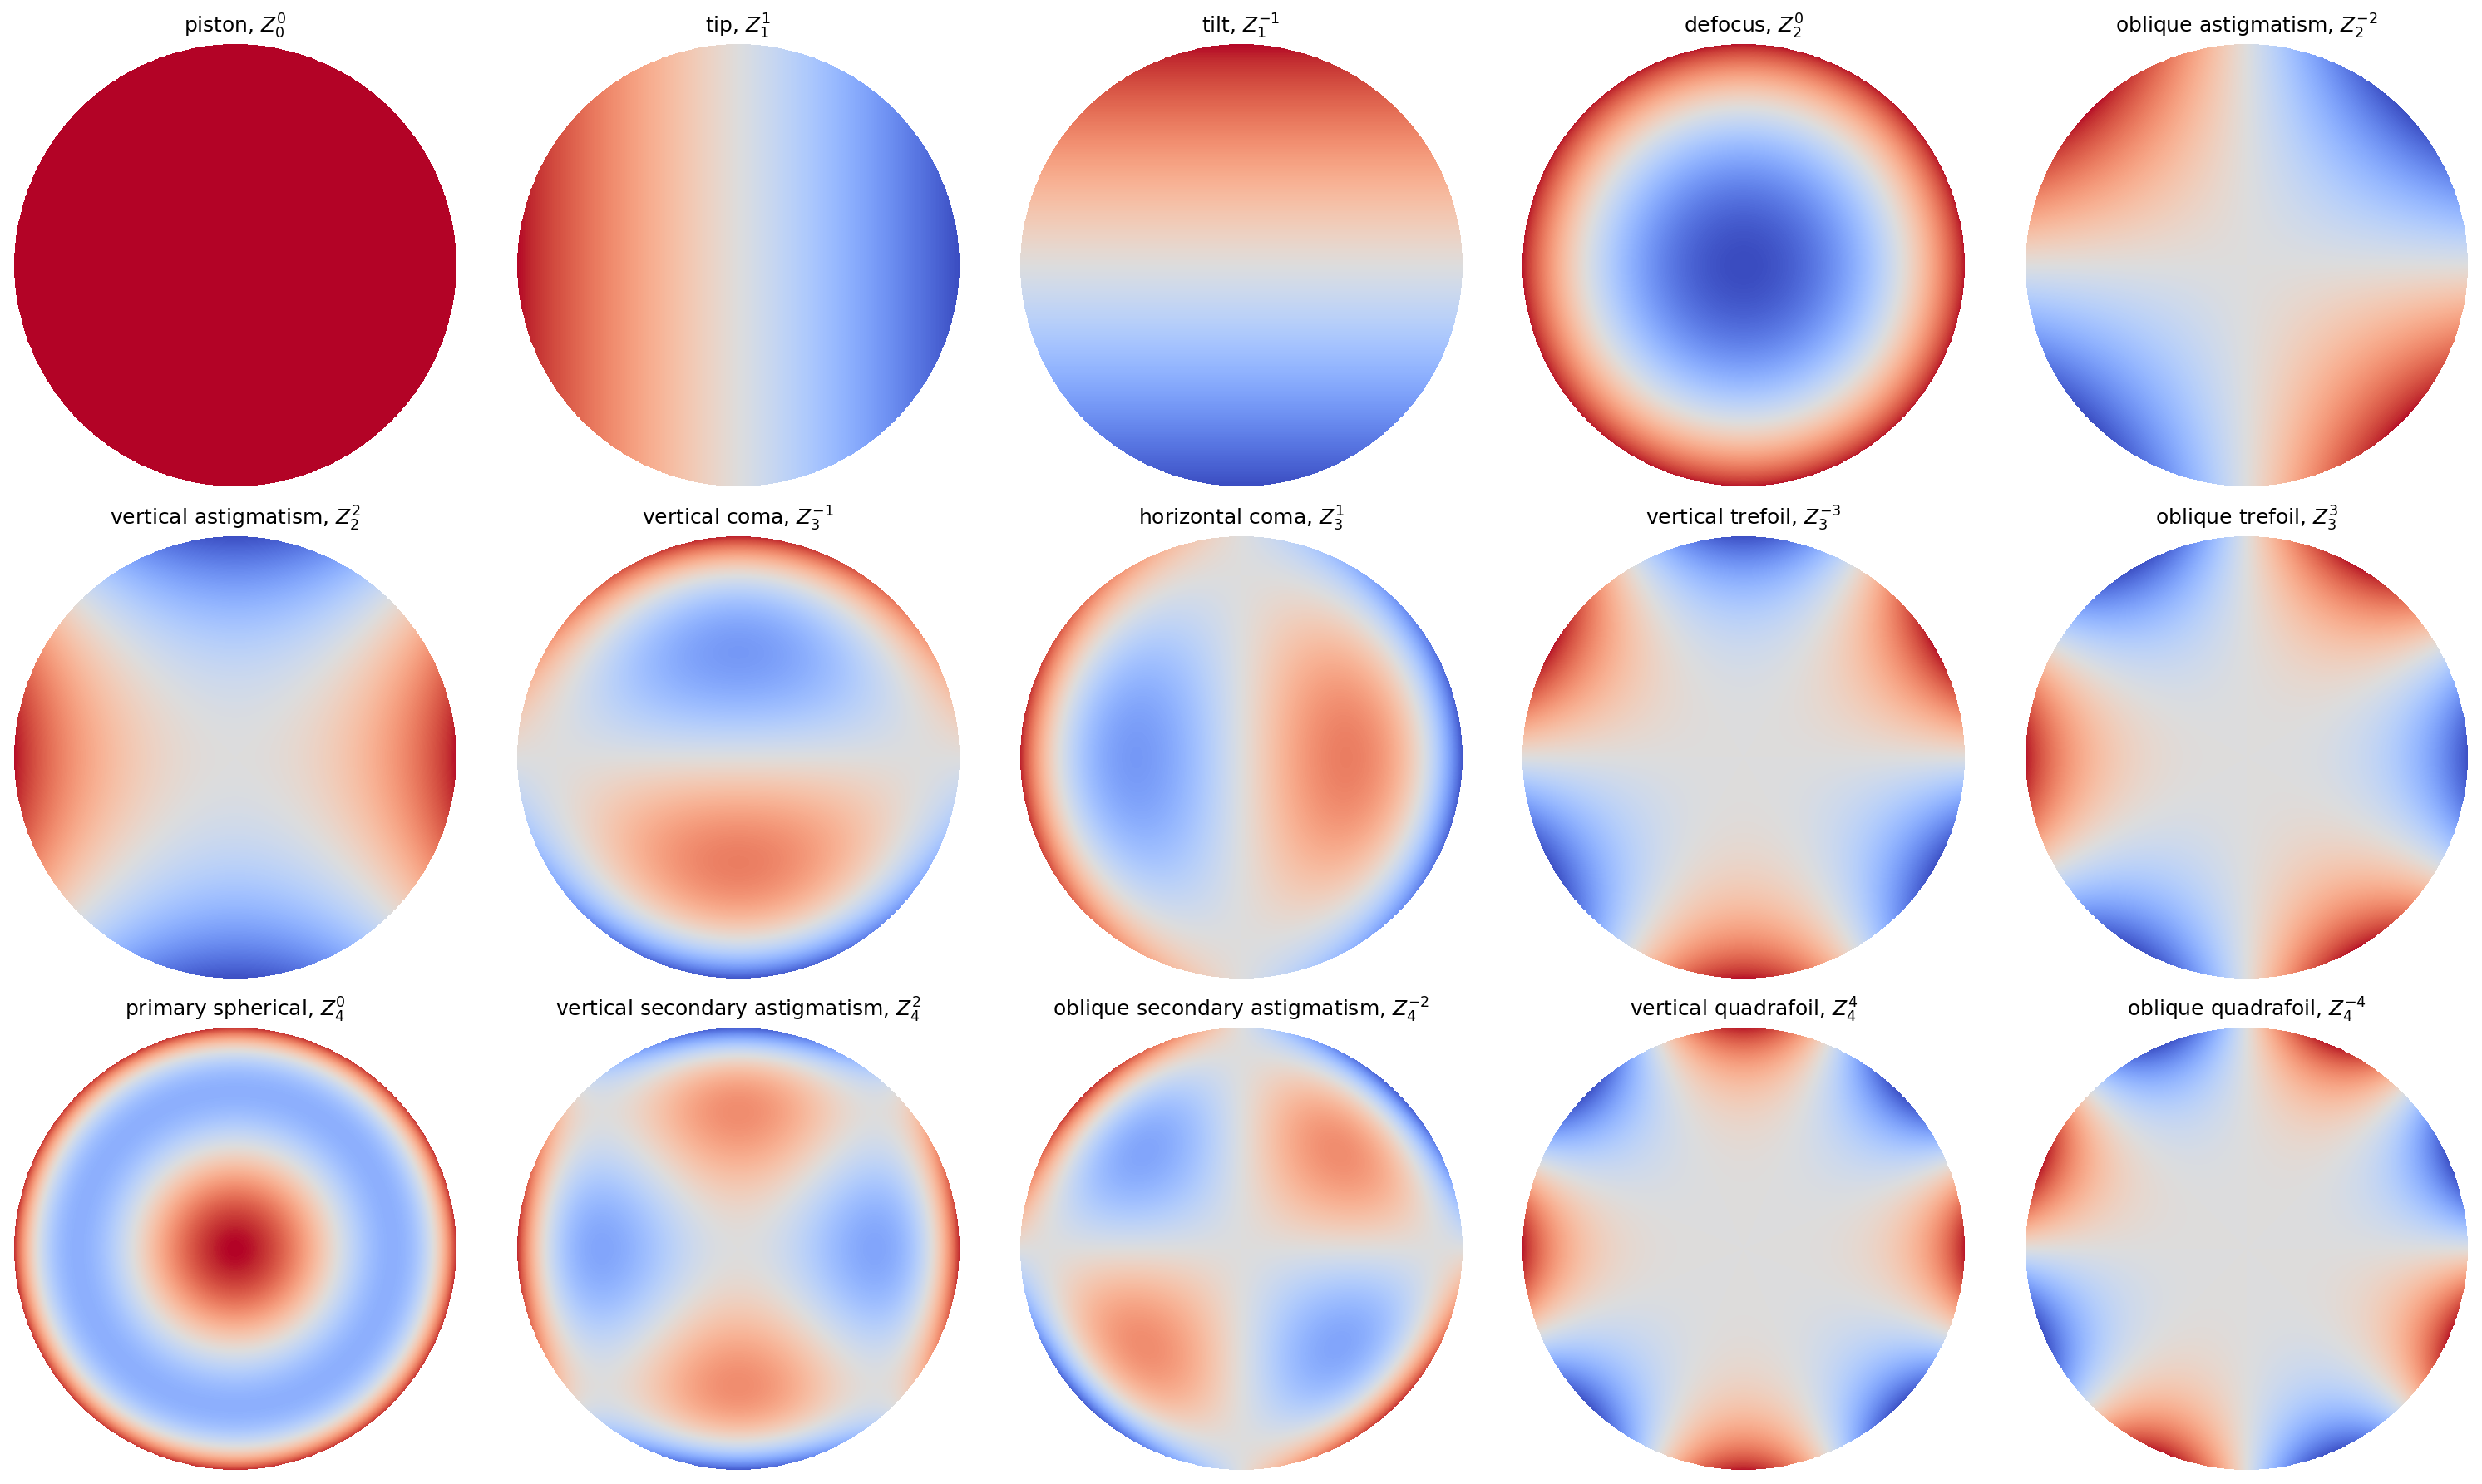 piston, $Z_0^0$
tip, $Z_1^1$
tilt, $Z_1^{-1}$
defocus, $Z_2^0$
oblique astigmatism, $Z_2^{-2}$
vertical astigmatism, $Z_2^2$
vertical coma, $Z_3^{-1}$
horizontal coma, $Z_3^1$
vertical trefoil, $Z_3^{-3}$
oblique trefoil, $Z_3^3$
primary spherical, $Z_4^0$
vertical secondary astigmatism, $Z_4^2$
oblique secondary astigmatism, $Z_4^{-2}$
vertical quadrafoil, $Z_4^4$
oblique quadrafoil, $Z_4^{-4}$